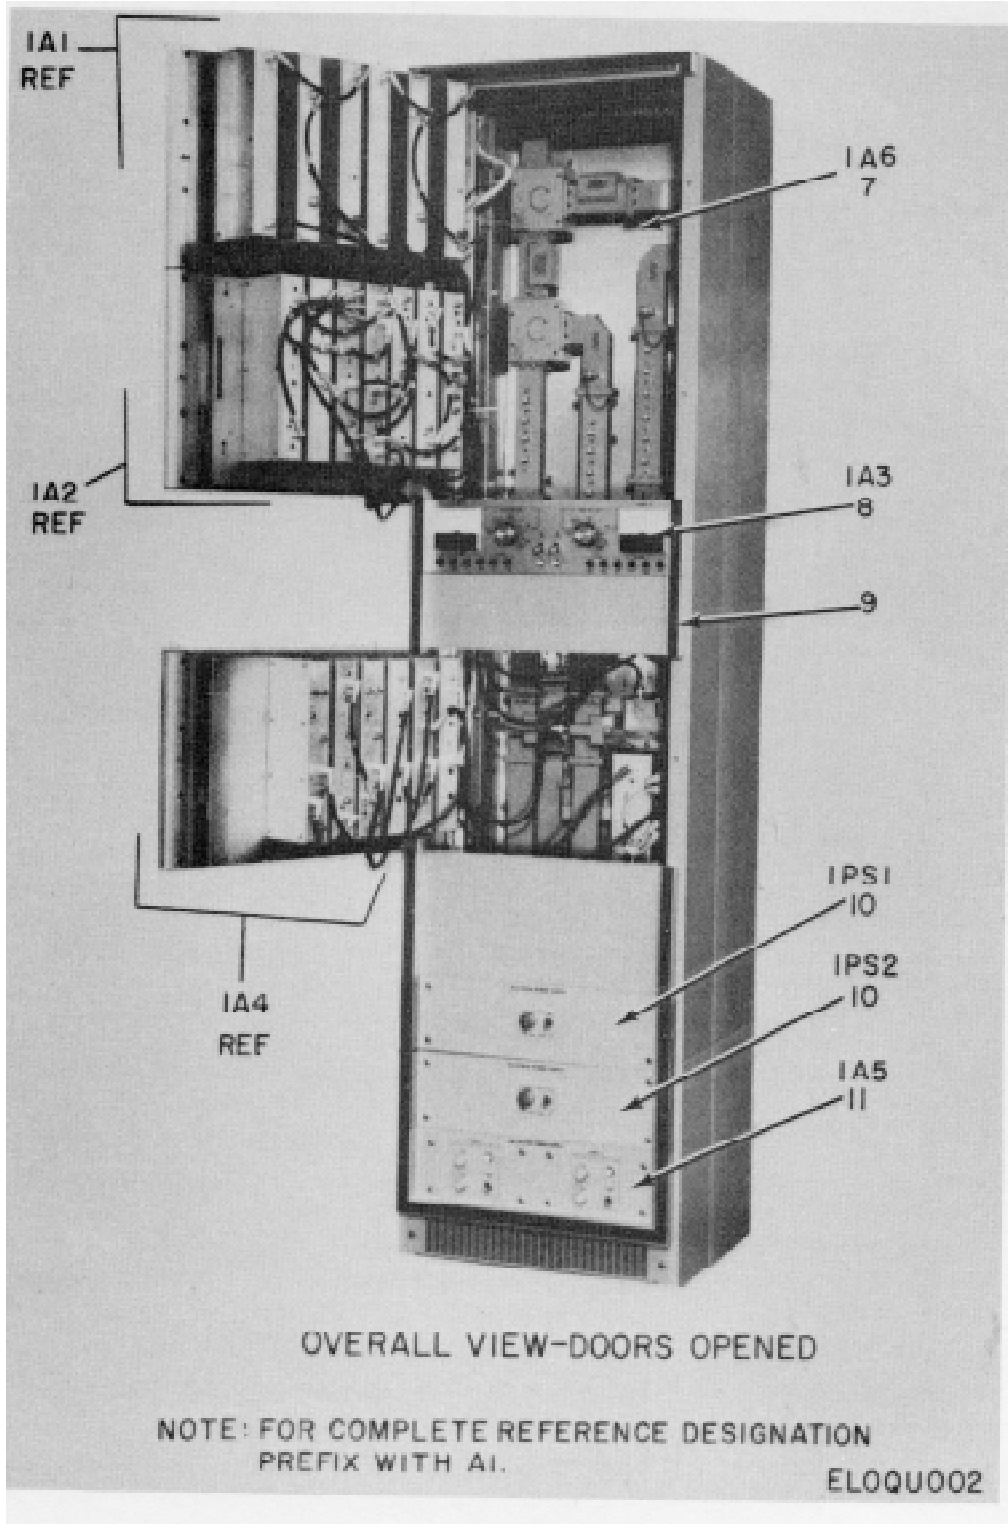 1A1
REF
1A6
7
1A2
REF
1A3
8
9
1A4
REF
1PS1
10
1PS2
10
1A5
11
OVERALL VIEW-DOORS OPENED
NOTE: FOR COMPLETE REFERENCE DESIGNATION
PREFIX WITH A1.
EL0QU002